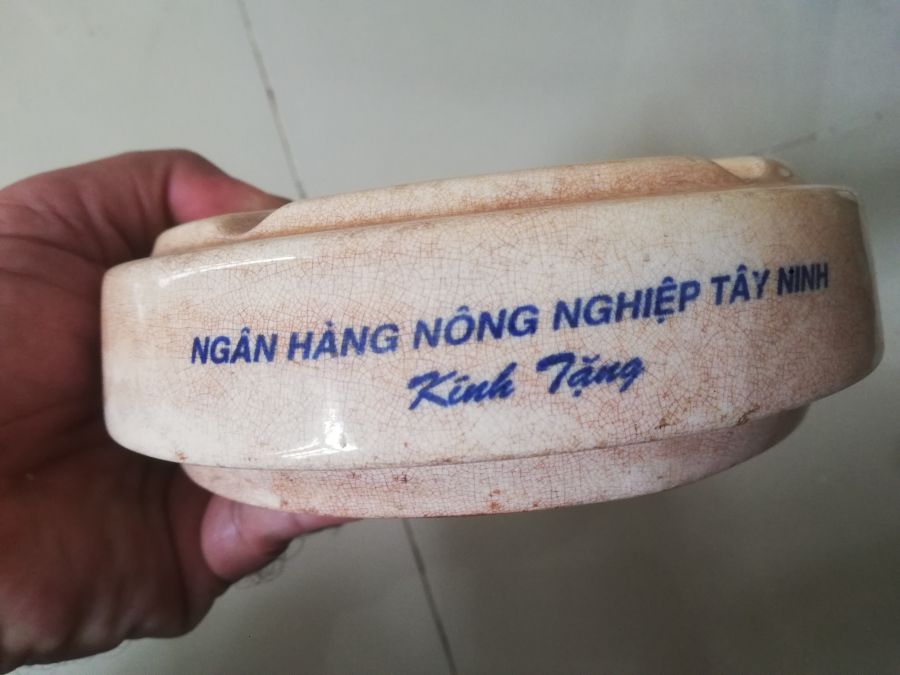 NGÂN HÀNG NÔNG NGHIỆP TÂY NINH
Kính Tặng